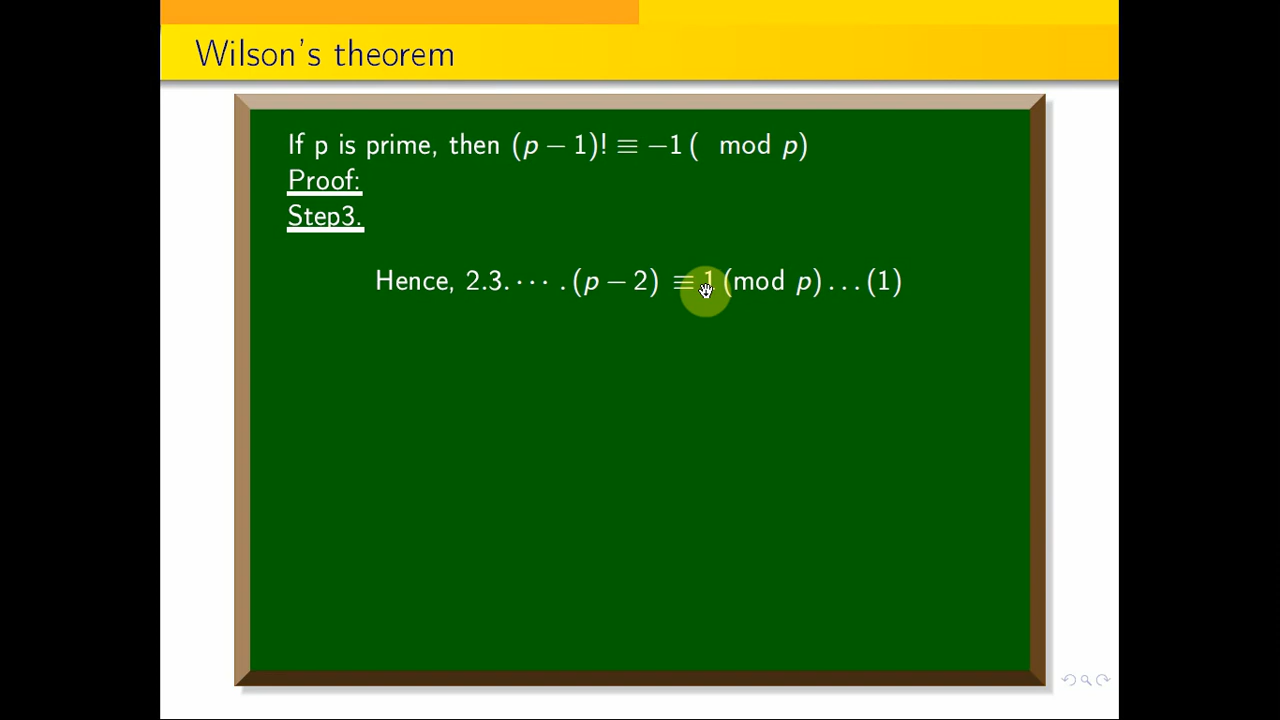 Wilson's theorem
If p is prime, then (p − 1)! ≡ −1 ( mod p)
Proof:
Step3.
Hence, 2.3. ⋯ . (p − 2) ≡ 1 (mod p) … (1)